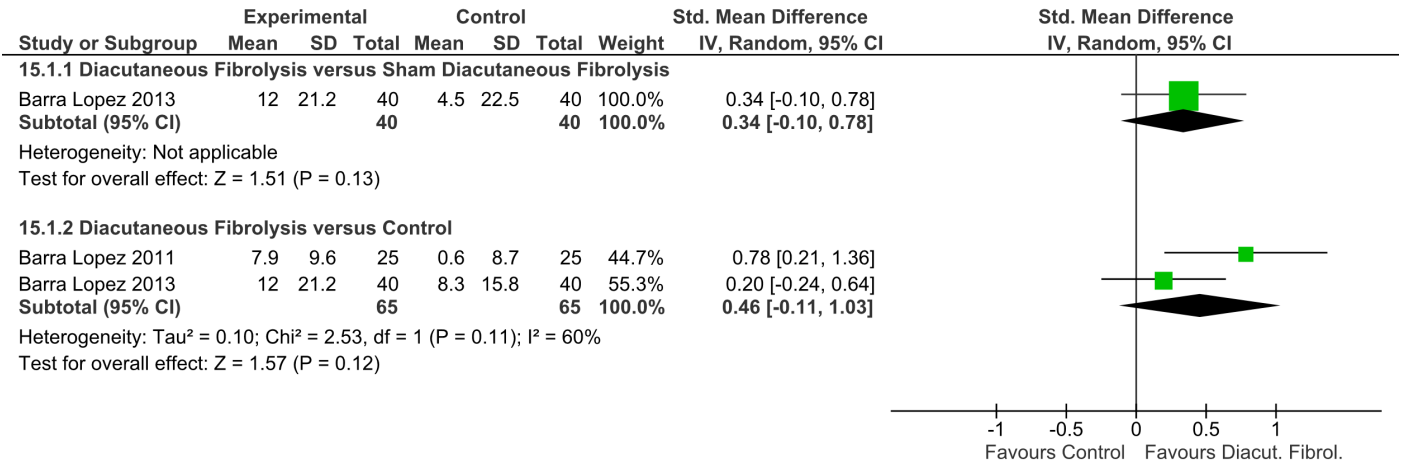 Experimental Control Std. Mean Difference Std. Mean Difference
Study or Subgroup Mean SD Total Mean SD Total Weight IV, Random, 95% CI IV, Random, 95% CI
15.1.1 Diacutaneous Fibrolysis versus Sham Diacutaneous Fibrolysis
Barra Lopez 2013 12 21.2 40 4.5 22.5 40 100.0% 0.34 [-0.10, 0.78]
Subtotal (95% CI) 40 40 100.0% 0.34 [-0.10, 0.78]
Heterogeneity: Not applicable
Test for overall effect: Z = 1.51 (P = 0.13)
15.1.2 Diacutaneous Fibrolysis versus Control
Barra Lopez 2011 7.9 9.6 25 0.6 8.7 25 44.7% 0.78 [0.21, 1.36]
Barra Lopez 2013 12 21.2 40 8.3 15.8 40 55.3% 0.20 [-0.24, 0.64]
Subtotal (95% CI) 65 65 100.0% 0.46 [-0.11, 1.03]
Heterogeneity: Tau² = 0.10; Chi² = 2.53, df = 1 (P = 0.11); I² = 60%
Test for overall effect: Z = 1.57 (P = 0.12)
-1 -0.5 0 0.5 1
Favours Control Favours Diacut. Fibrol.